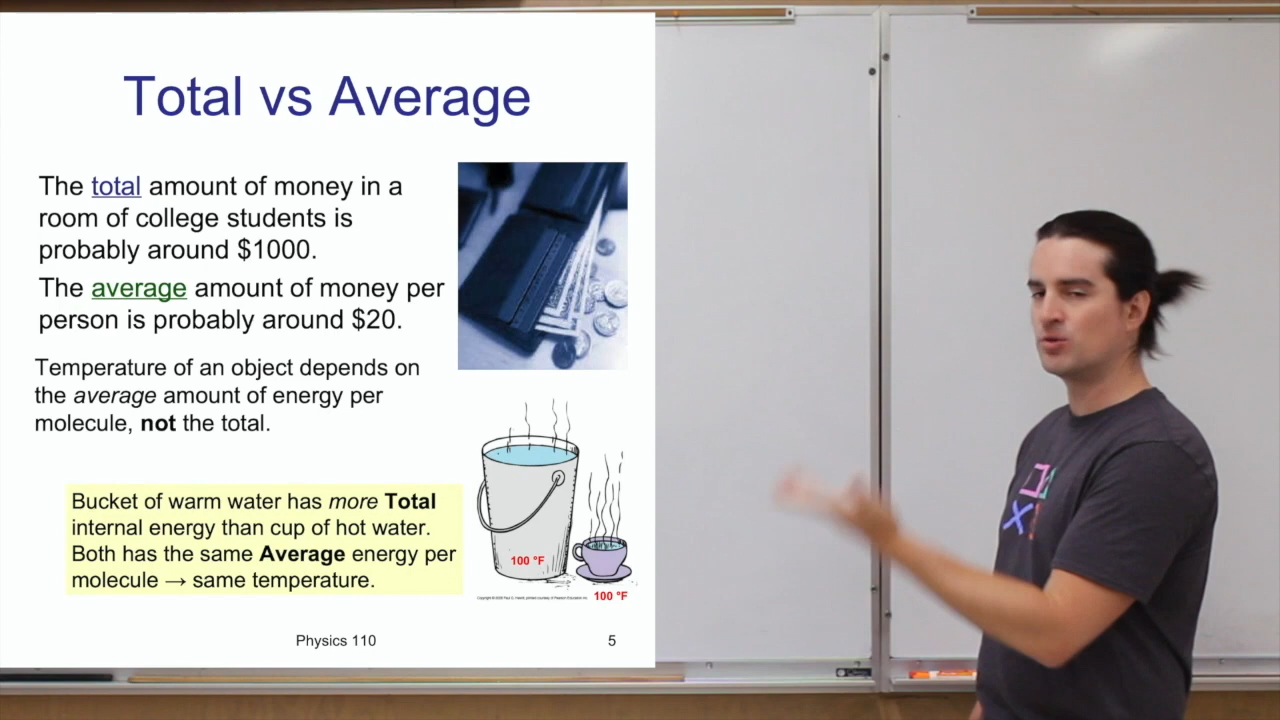 Total vs Average
The total amount of money in a
room of college students is
probably around $1000.
The average amount of money per
person is probably around $20.
Temperature of an object depends on
the average amount of energy per
molecule, not the total.
Bucket of warm water has more Total
internal energy than cup of hot water.
Both has the same Average energy per
molecule → same temperature.
100 °F
100 °F
Physics 110
5